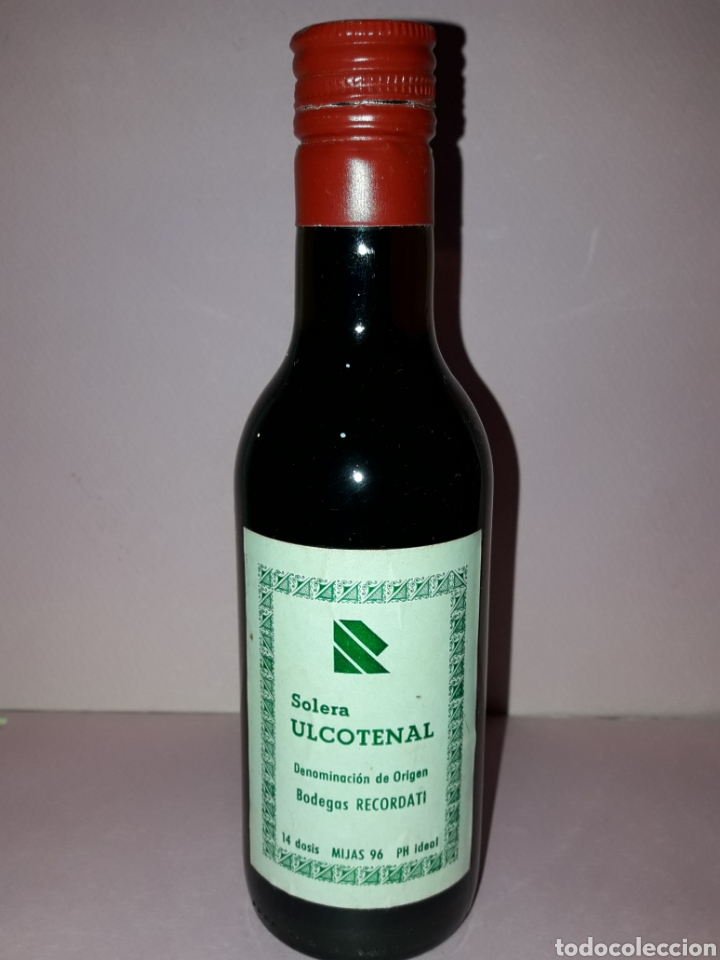 Solera
ULCOTENAL
Denominación de Origen
Bodegas RECORDATI
14 dosis MIJAS 96 PH ideal
todocoleccion